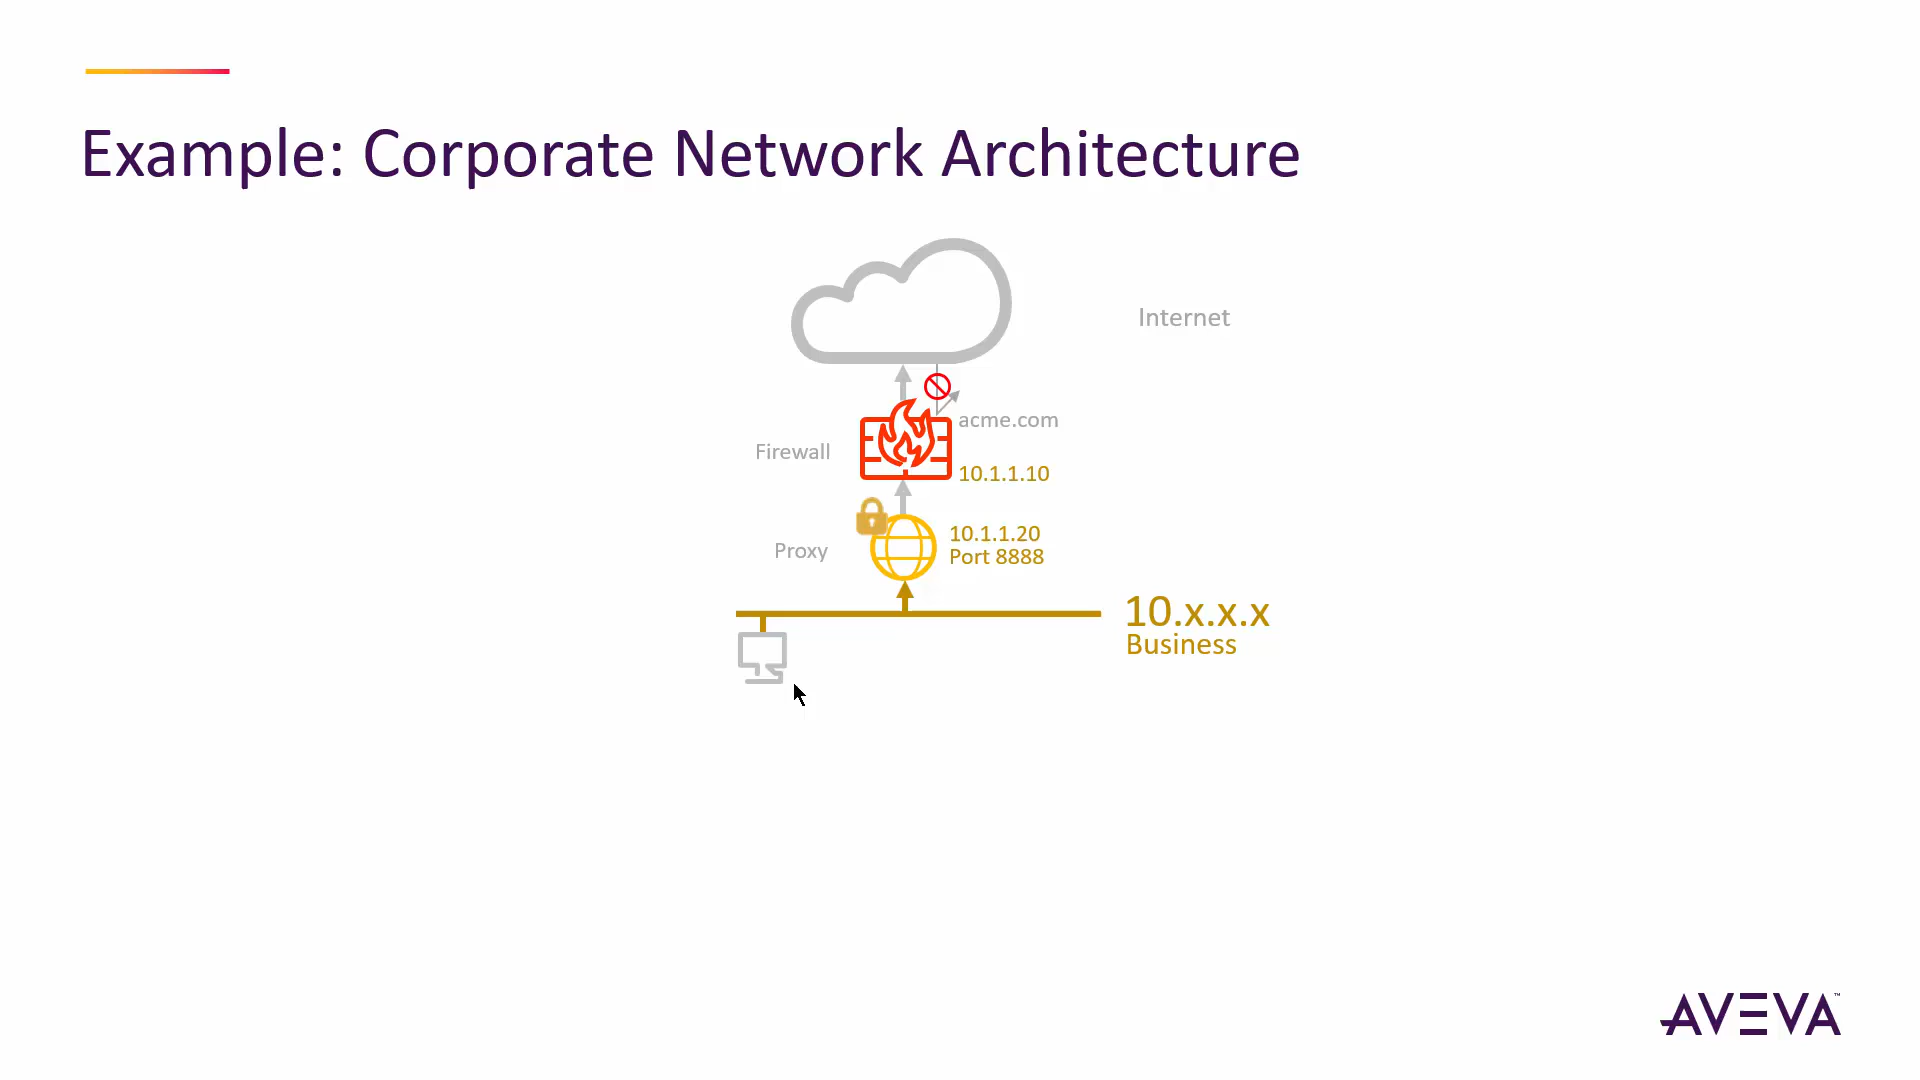 Example: Corporate Network Architecture
Internet
acme.com
Firewall
10.1.1.10
10.1.1.20
Proxy
Port 8888
10.x.x.x
Business
AVEVA™